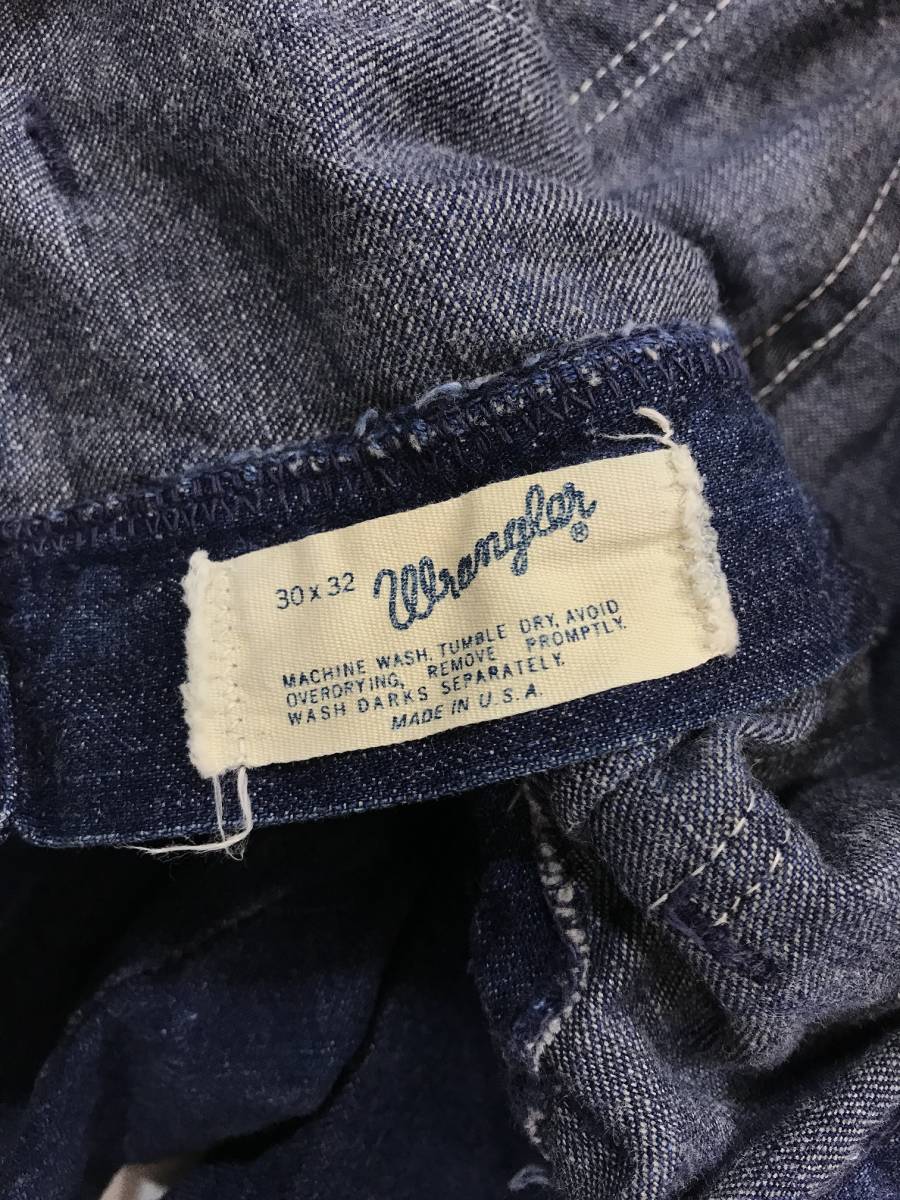 30 x 32 Wrangler ®
MACHINE WASH, TUMBLE DRY, AVOID
OVERDRYING, REMOVE PROMPTLY.
WASH DARKS SEPARATELY.
MADE IN U.S.A.